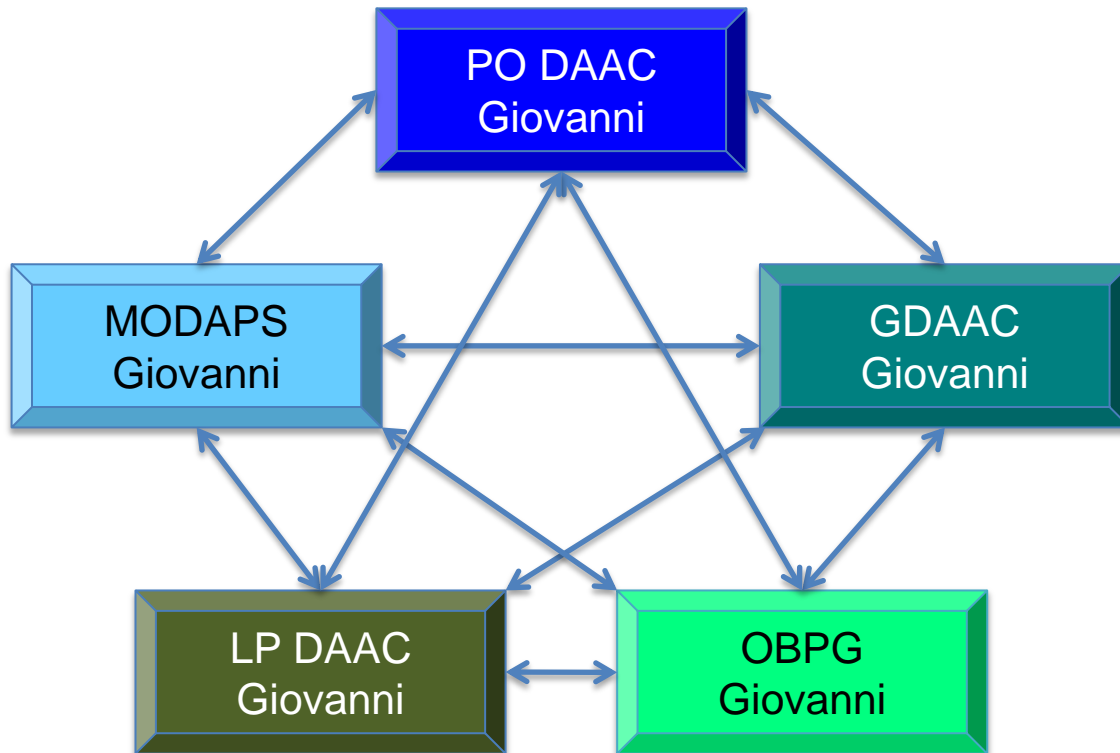 PO DAAC
Giovanni
MODAPS
Giovanni
GDAAC
Giovanni
LP DAAC
Giovanni
OBPG
Giovanni